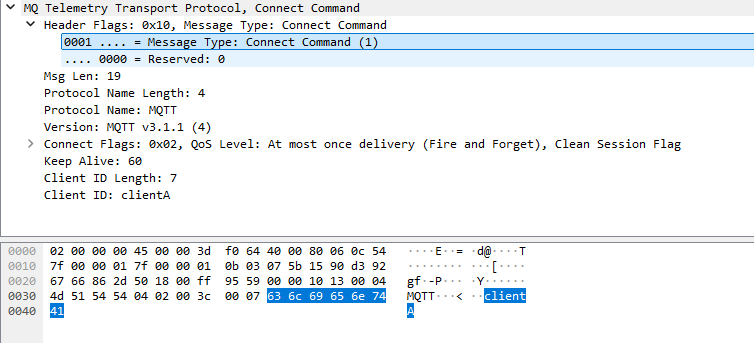 MQ Telemetry Transport Protocol, Connect Command
Header Flags: 0x10, Message Type: Connect Command
0001 .... = Message Type: Connect Command (1)
.... 0000 = Reserved: 0
Msg Len: 19
Protocol Name Length: 4
Protocol Name: MQTT
Version: MQTT v3.1.1 (4)
Connect Flags: 0x02, QoS Level: At most once delivery (Fire and Forget), Clean Session Flag
Keep Alive: 60
Client ID Length: 7
Client ID: clientA
0000 02 00 00 00 45 00 00 3d f0 64 40 00 80 06 0c 54 ····E··= ·d@····T
0010 7f 00 00 01 7f 00 00 01 0b 03 07 5b 15 90 d3 92 ········ ···[····
0020 67 66 86 2d 50 18 00 ff 95 59 00 00 10 13 00 04 gf·-P··· ·Y······
0030 4d 51 54 54 04 02 00 3c 00 07 63 6c 69 65 6e 74 MQTT···< ··client
0040 41 A